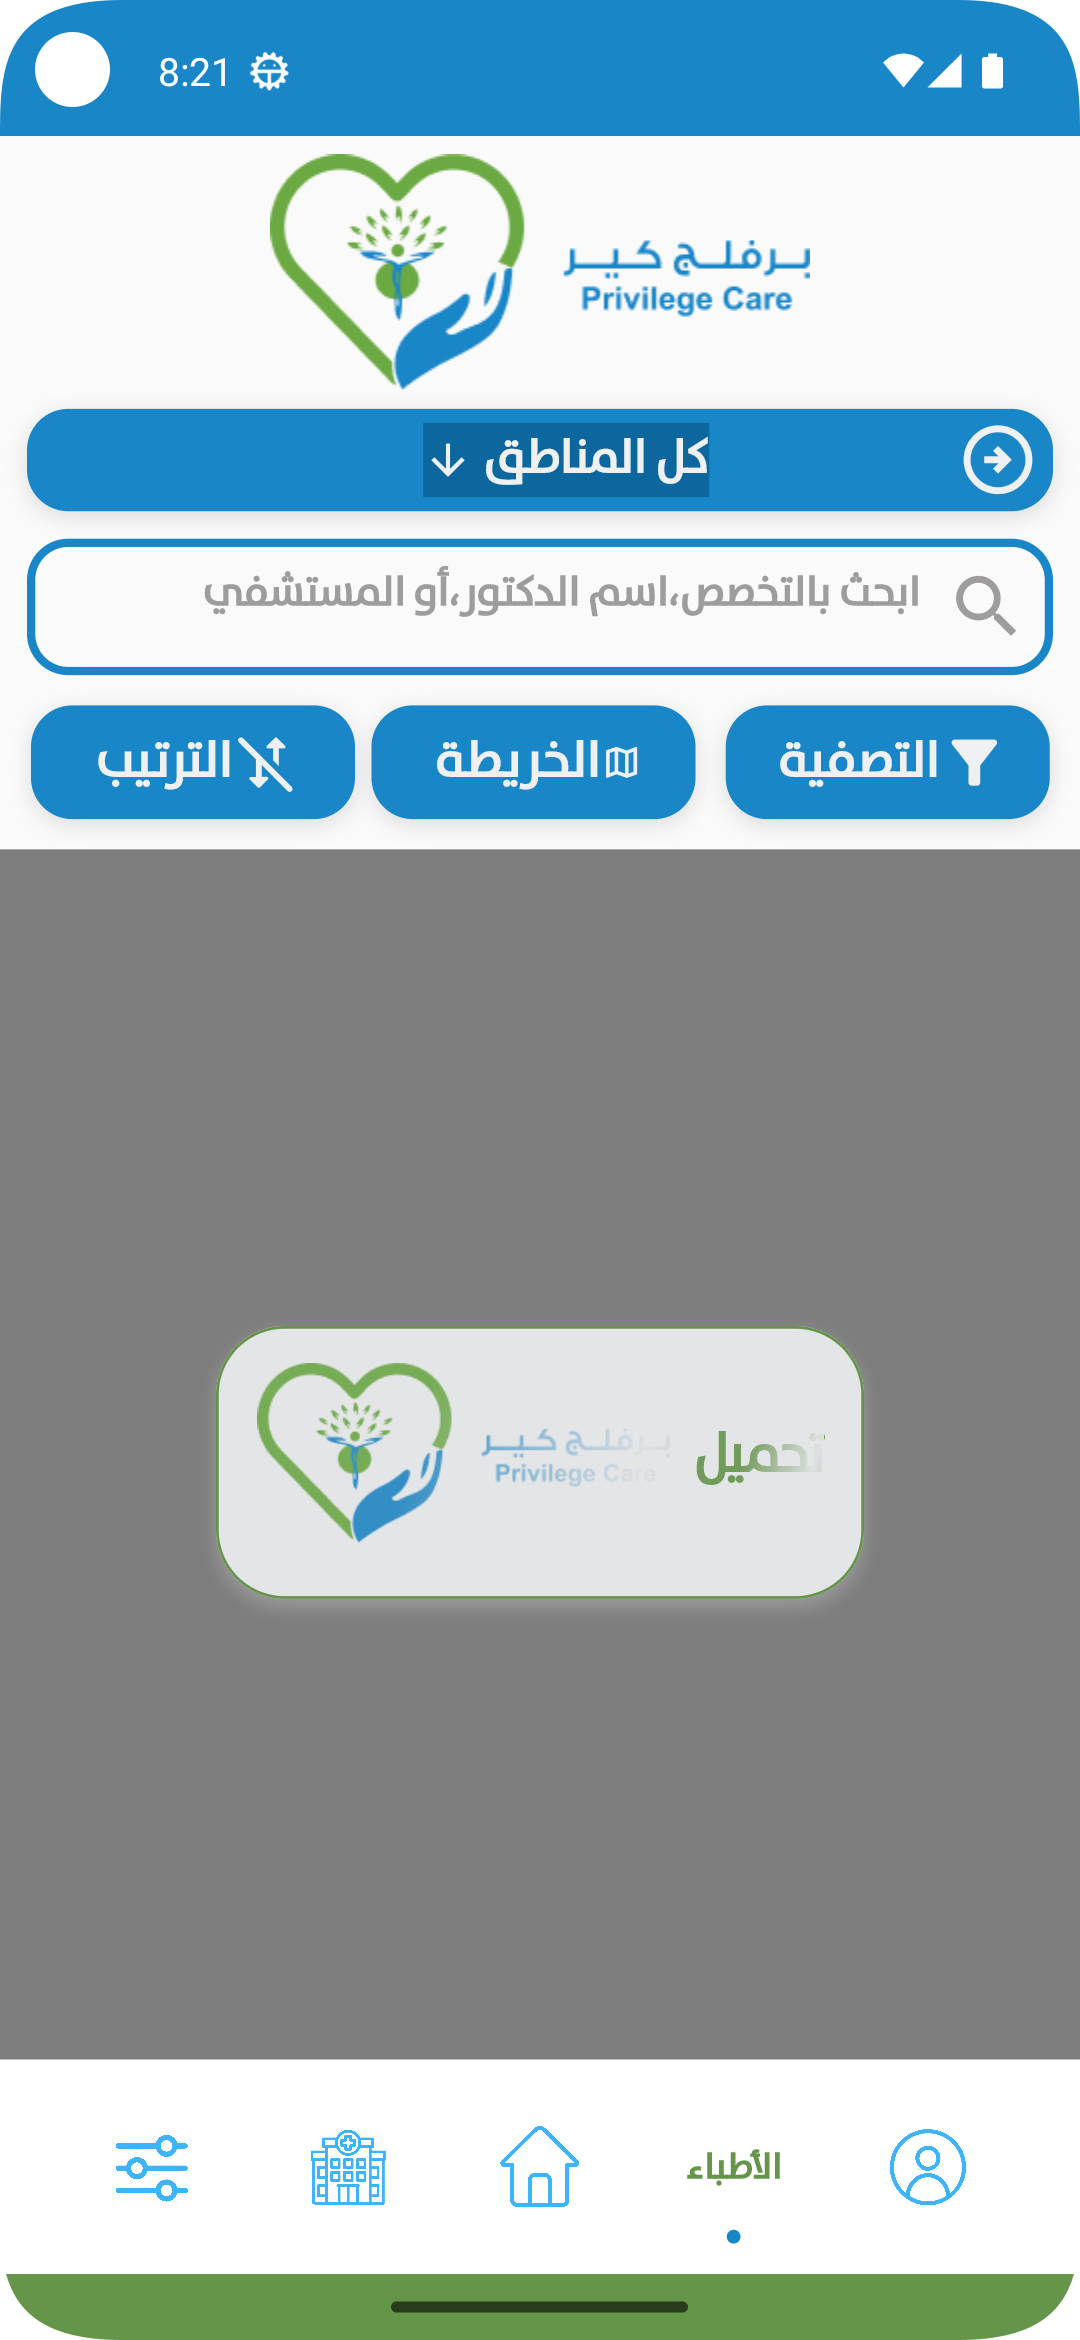 8:21
برفلج كير
Privilege Care
كل المناطق
ابحث بالتخصص،اسم الدكتور،أو المستشفي
التصفية
الخريطة
الترتيب
برفلج كير
Privilege Care
تحميل
الأطباء